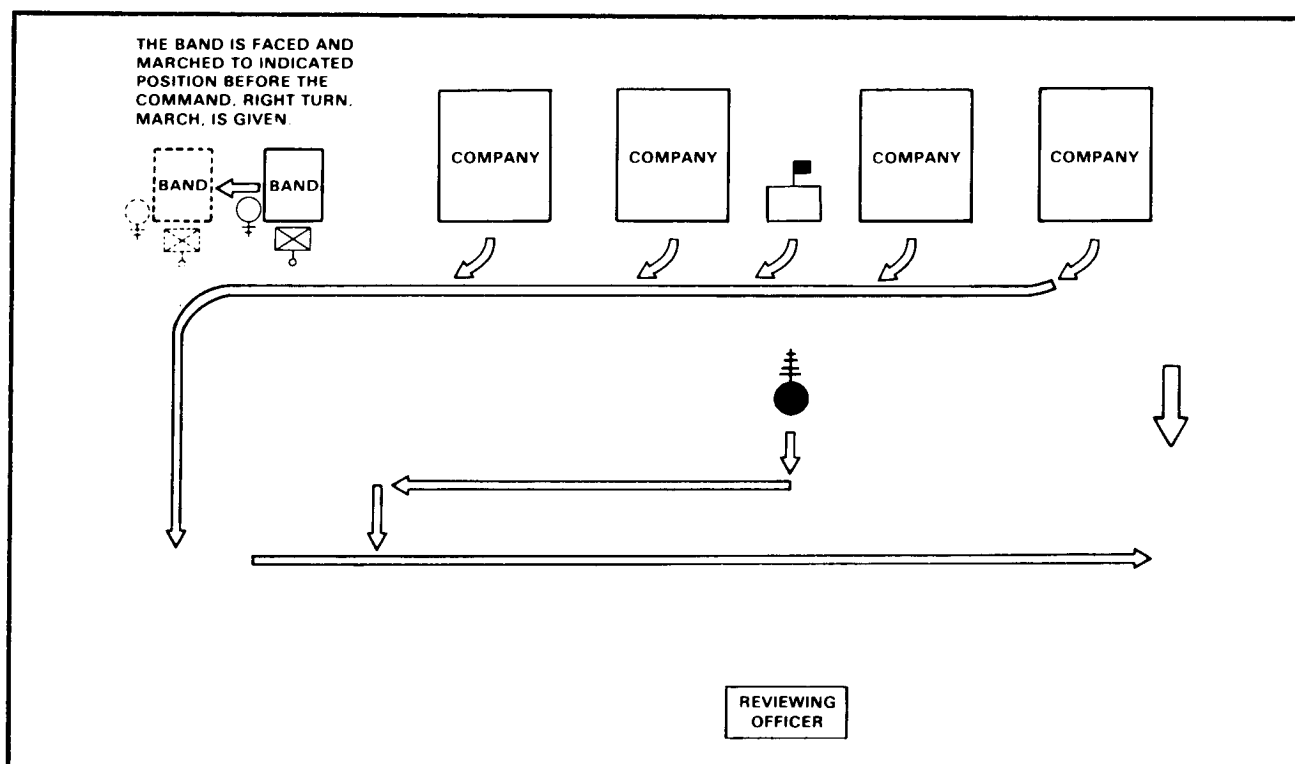 THE BAND IS FACED AND
MARCHED TO INDICATED
POSITION BEFORE THE
COMMAND, RIGHT TURN,
MARCH, IS GIVEN.
COMPANY
COMPANY
COMPANY
COMPANY
BAND
BAND
REVIEWING
OFFICER